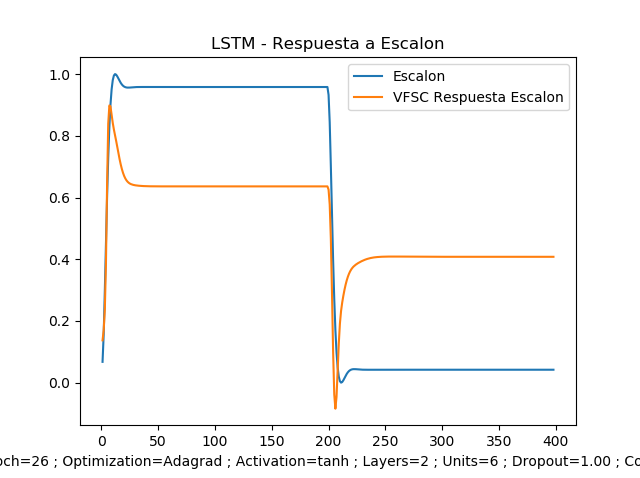 LSTM - Respuesta a Escalon
Escalon
VFSC Respuesta Escalon
1.0
0.8
0.6
0.4
0.2
0.0
0 50 100 150 200 250 300 350 400
och=26 ; Optimization=Adagrad ; Activation=tanh ; Layers=2 ; Units=6 ; Dropout=1.00 ; Co